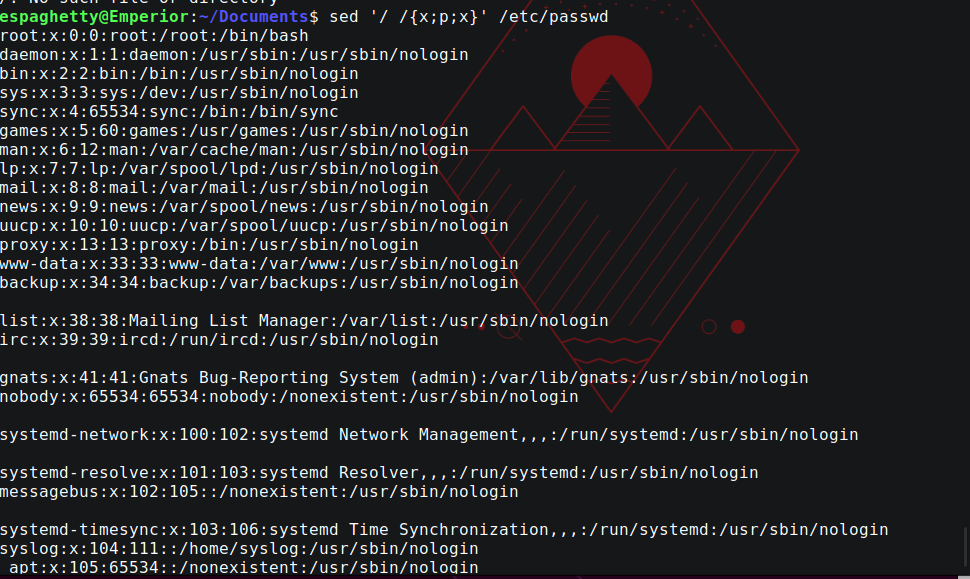 /: No such file or directory
espaghetty@Emperior:~/Documents$ sed '/ /{x;p;x}' /etc/passwd
root:x:0:0:root:/root:/bin/bash
daemon:x:1:1:daemon:/usr/sbin:/usr/sbin/nologin
bin:x:2:2:bin:/bin:/usr/sbin/nologin
sys:x:3:3:sys:/dev:/usr/sbin/nologin
sync:x:4:65534:sync:/bin:/bin/sync
games:x:5:60:games:/usr/games:/usr/sbin/nologin
man:x:6:12:man:/var/cache/man:/usr/sbin/nologin
lp:x:7:7:lp:/var/spool/lpd:/usr/sbin/nologin
mail:x:8:8:mail:/var/mail:/usr/sbin/nologin
news:x:9:9:news:/var/spool/news:/usr/sbin/nologin
uucp:x:10:10:uucp:/var/spool/uucp:/usr/sbin/nologin
proxy:x:13:13:proxy:/bin:/usr/sbin/nologin
www-data:x:33:33:www-data:/var/www:/usr/sbin/nologin
backup:x:34:34:backup:/var/backups:/usr/sbin/nologin
list:x:38:38:Mailing List Manager:/var/list:/usr/sbin/nologin
irc:x:39:39:ircd:/run/ircd:/usr/sbin/nologin
gnats:x:41:41:Gnats Bug-Reporting System (admin):/var/lib/gnats:/usr/sbin/nologin
nobody:x:65534:65534:nobody:/nonexistent:/usr/sbin/nologin
systemd-network:x:100:102:systemd Network Management,,,:/run/systemd:/usr/sbin/nologin
systemd-resolve:x:101:103:systemd Resolver,,,:/run/systemd:/usr/sbin/nologin
messagebus:x:102:105::/nonexistent:/usr/sbin/nologin
systemd-timesync:x:103:106:systemd Time Synchronization,,,:/run/systemd:/usr/sbin/nologin
syslog:x:104:111::/home/syslog:/usr/sbin/nologin
_apt:x:105:65534::/nonexistent:/usr/sbin/nologin